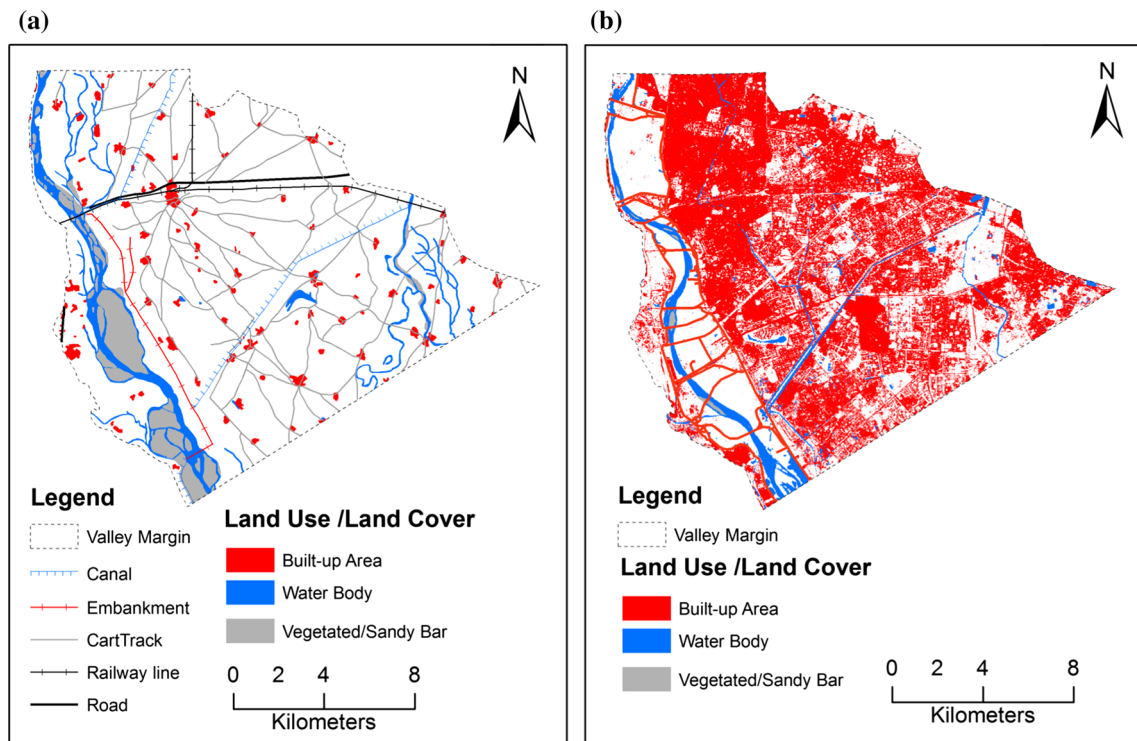 (a)
N
Legend
Valley Margin
Canal
Embankment
CartTrack
Railway line
Road
Land Use /Land Cover
Built-up Area
Water Body
Vegetated/Sandy Bar
0 2 4 8
Kilometers
(b)
N
Legend
Valley Margin
Land Use /Land Cover
Built-up Area
Water Body
Vegetated/Sandy Bar
0 2 4 8
Kilometers